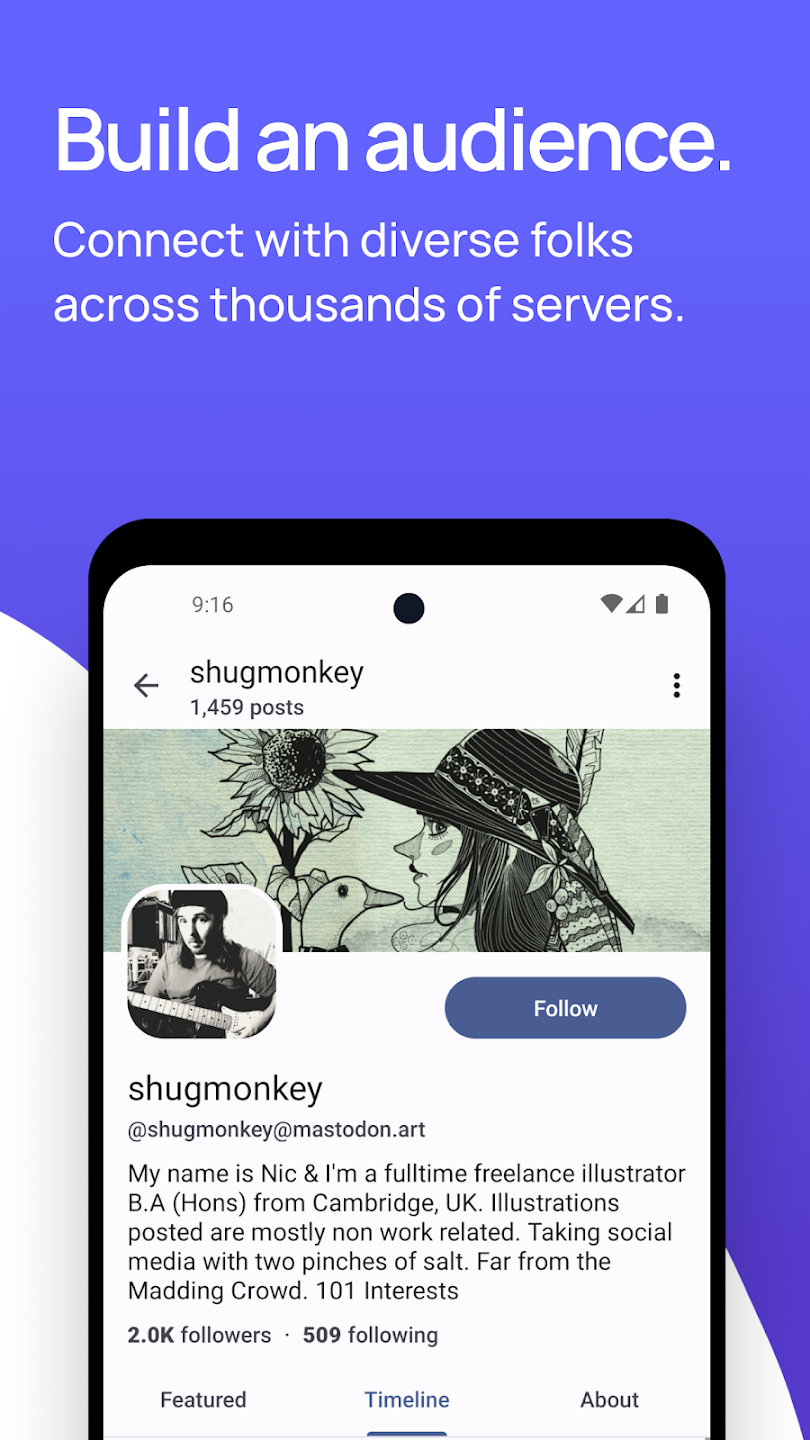 Build an audience.
Connect with diverse folks
across thousands of servers.
9:16
shugmonkey
1,459 posts
Follow
shugmonkey
@shugmonkey@mastodon.art
My name is Nic & I'm a fulltime freelance illustrator
B.A (Hons) from Cambridge, UK. Illustrations
posted are mostly non work related. Taking social
media with two pinches of salt. Far from the
Madding Crowd. 101 Interests
2.0K followers · 509 following
Featured Timeline About